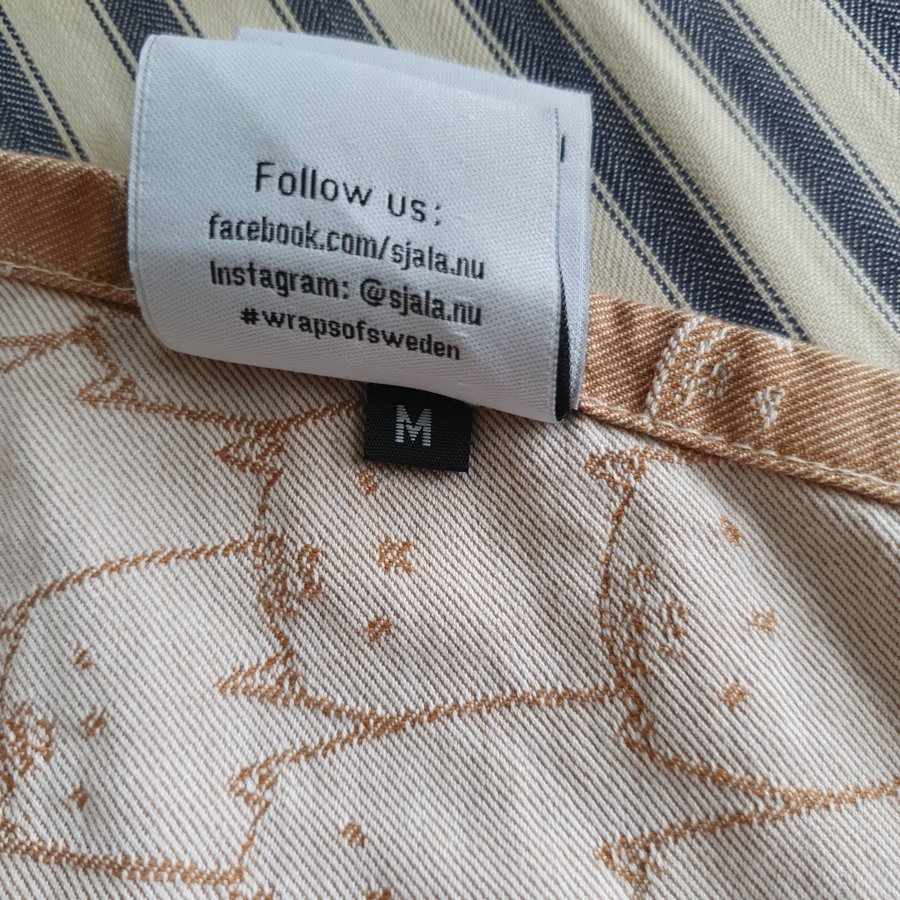 Follow us:
facebook.com/sjala.nu
Instagram: @sjala.nu
#wrapsofsweden
M